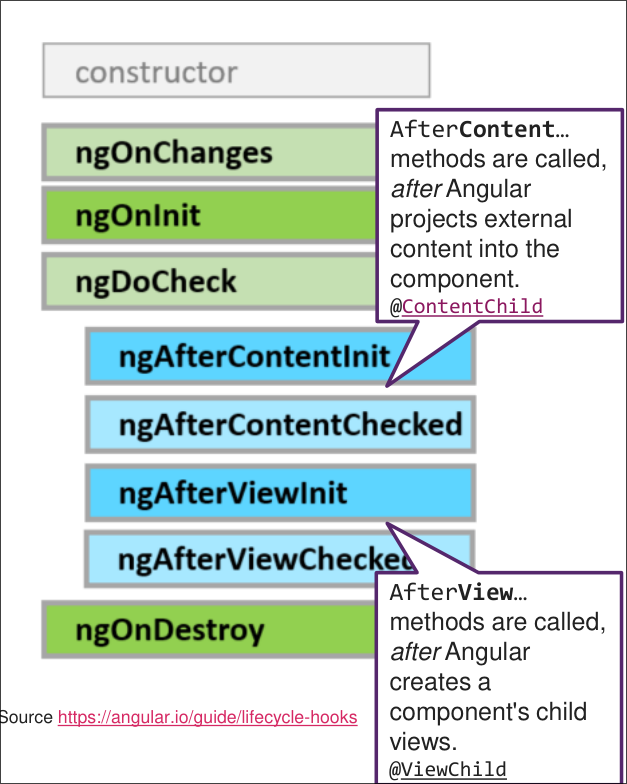 constructor
ngOnChanges
ngOnInit
ngDoCheck
AfterContent…
methods are called,
after Angular
projects external
content into the
component.
@ContentChild
ngAfterContentInit
ngAfterContentChecked
ngAfterViewInit
ngAfterViewChecked
ngOnDestroy
AfterView…
methods are called,
after Angular
creates a
component's child
views.
@ViewChild
Source https://angular.io/guide/lifecycle-hooks